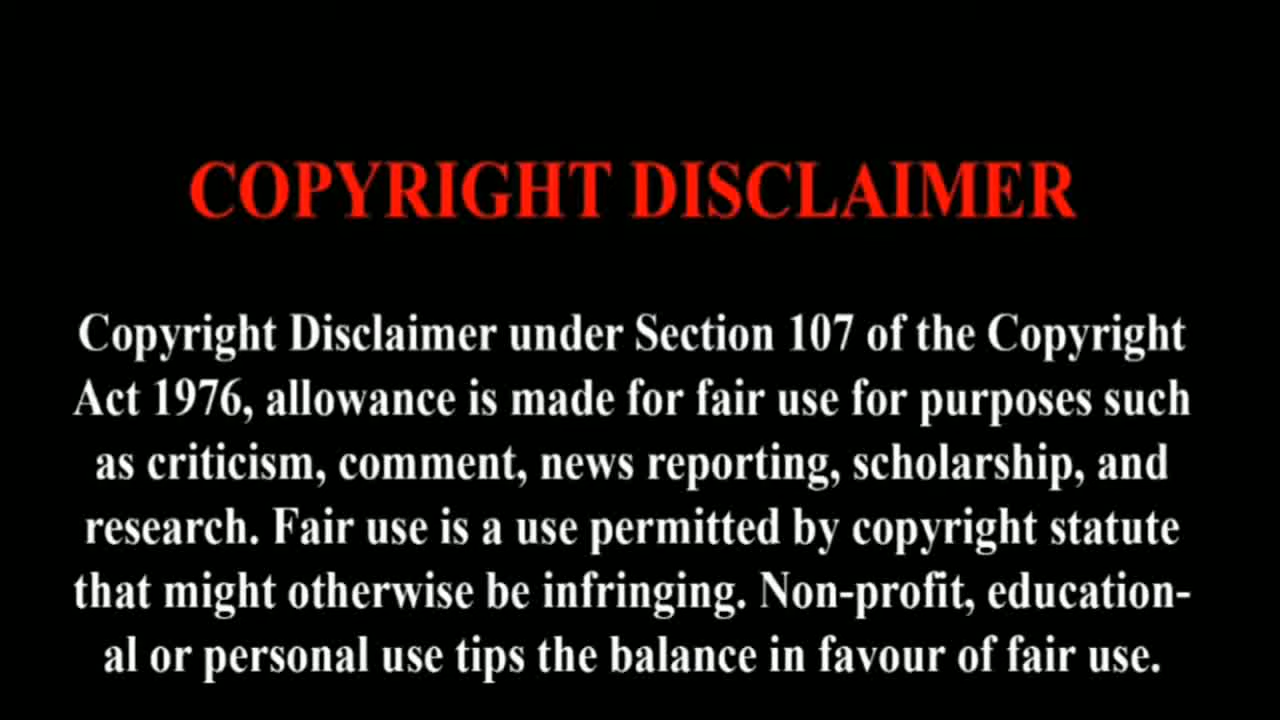 COPYRIGHT DISCLAIMER
Copyright Disclaimer under Section 107 of the Copyright
Act 1976, allowance is made for fair use for purposes such
as criticism, comment, news reporting, scholarship, and
research. Fair use is a use permitted by copyright statute
that might otherwise be infringing. Non-profit, education-
al or personal use tips the balance in favour of fair use.